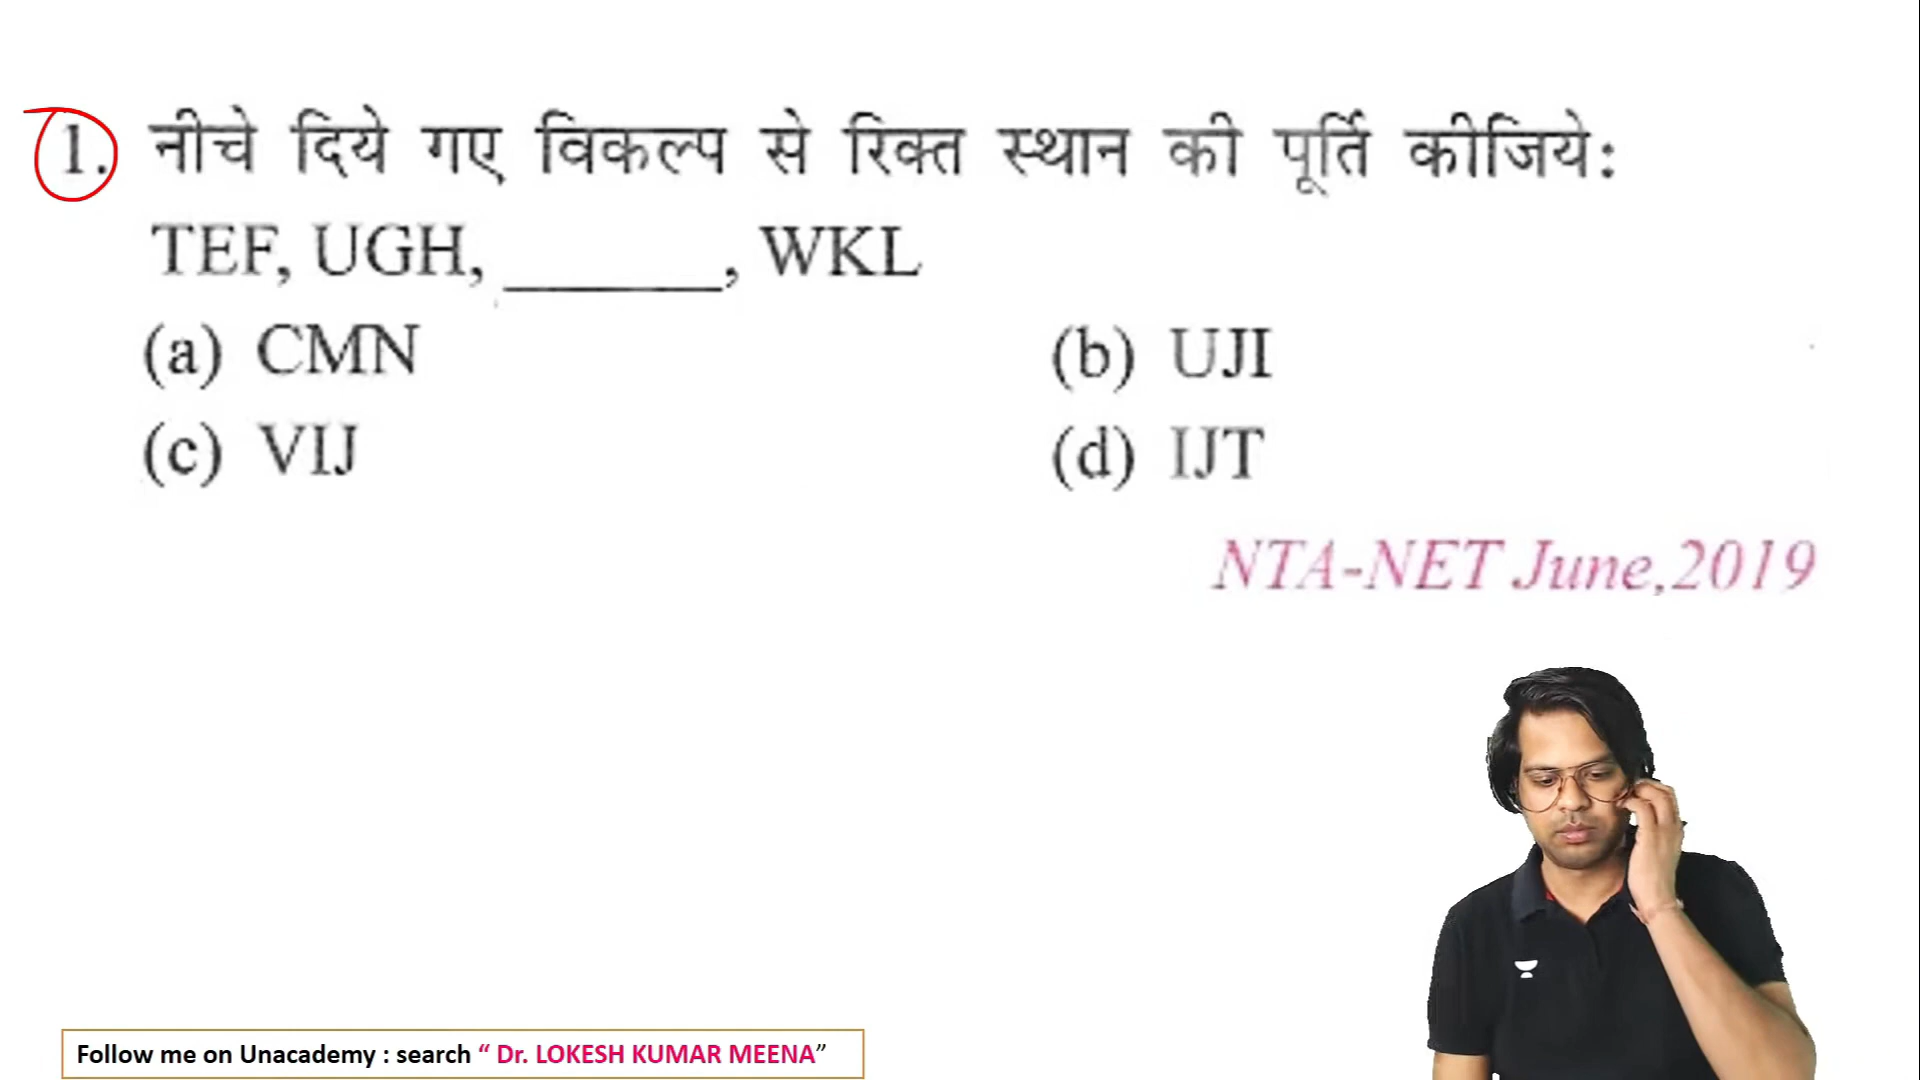 1. नीचे दिये गए विकल्प से रिक्त स्थान की पूर्ति कीजिये:
TEF, UGH, ______, WKL
(a) CMN (b) UJI
(c) VIJ (d) IJT
NTA-NET June,2019
Follow me on Unacademy : search “ Dr. LOKESH KUMAR MEENA”